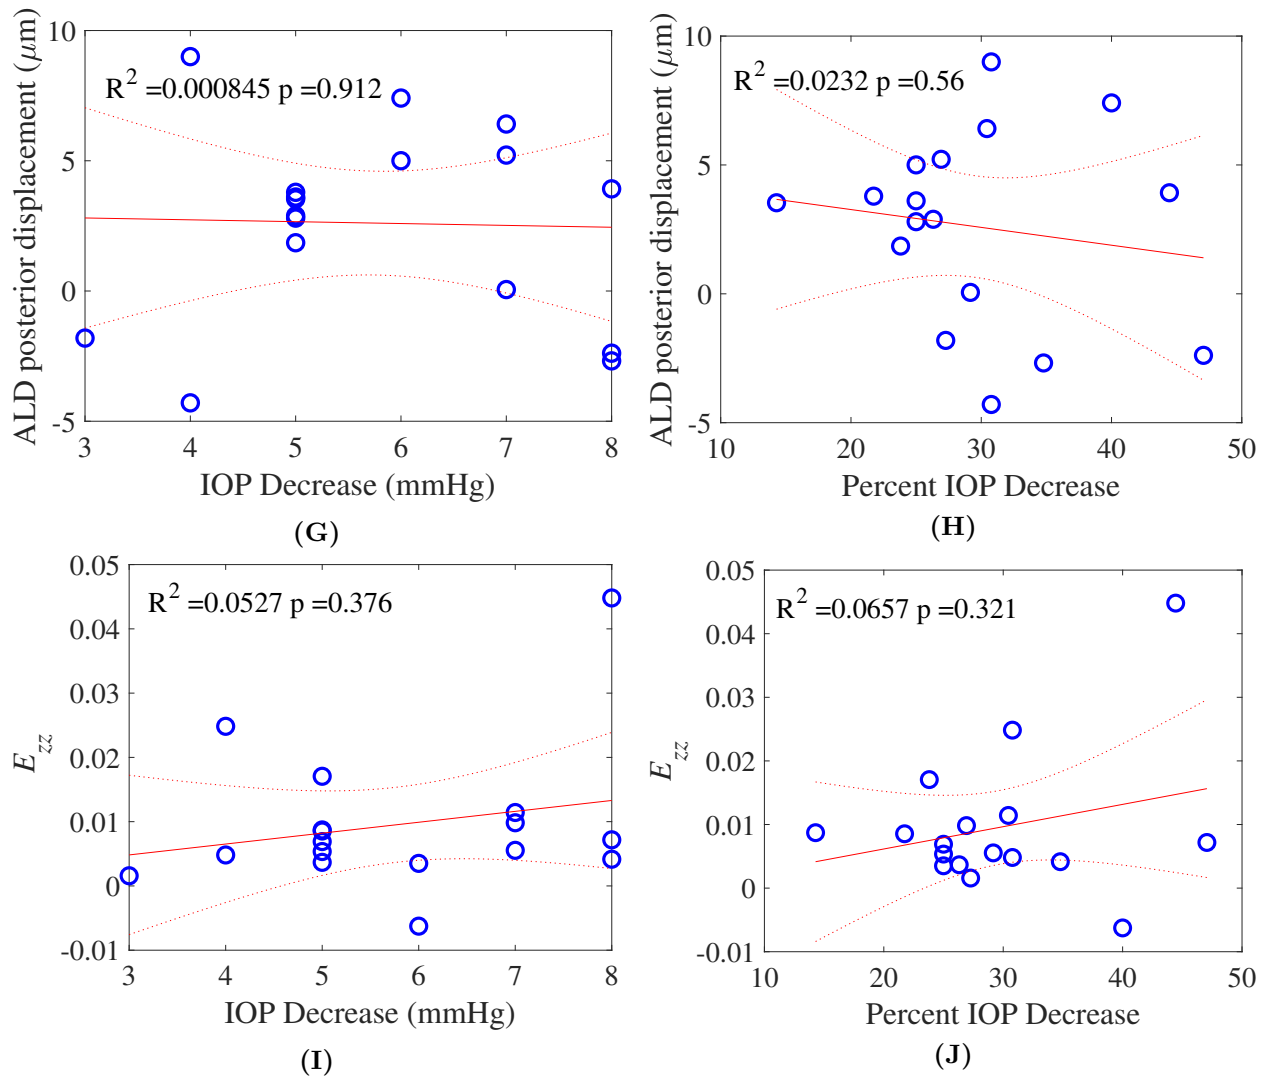 ALD posterior displacement (μm)
10
5
0
-5
R² =0.000845 p =0.912
3 4 5 6 7 8
IOP Decrease (mmHg)
(G)
ALD posterior displacement (μm)
10
5
0
-5
R² =0.0232 p =0.56
10 20 30 40 50
Percent IOP Decrease
(H)
E_zz
0.05
0.04
0.03
0.02
0.01
0
-0.01
R² =0.0527 p =0.376
3 4 5 6 7 8
IOP Decrease (mmHg)
(I)
E_zz
0.05
0.04
0.03
0.02
0.01
0
-0.01
R² =0.0657 p =0.321
10 20 30 40 50
Percent IOP Decrease
(J)